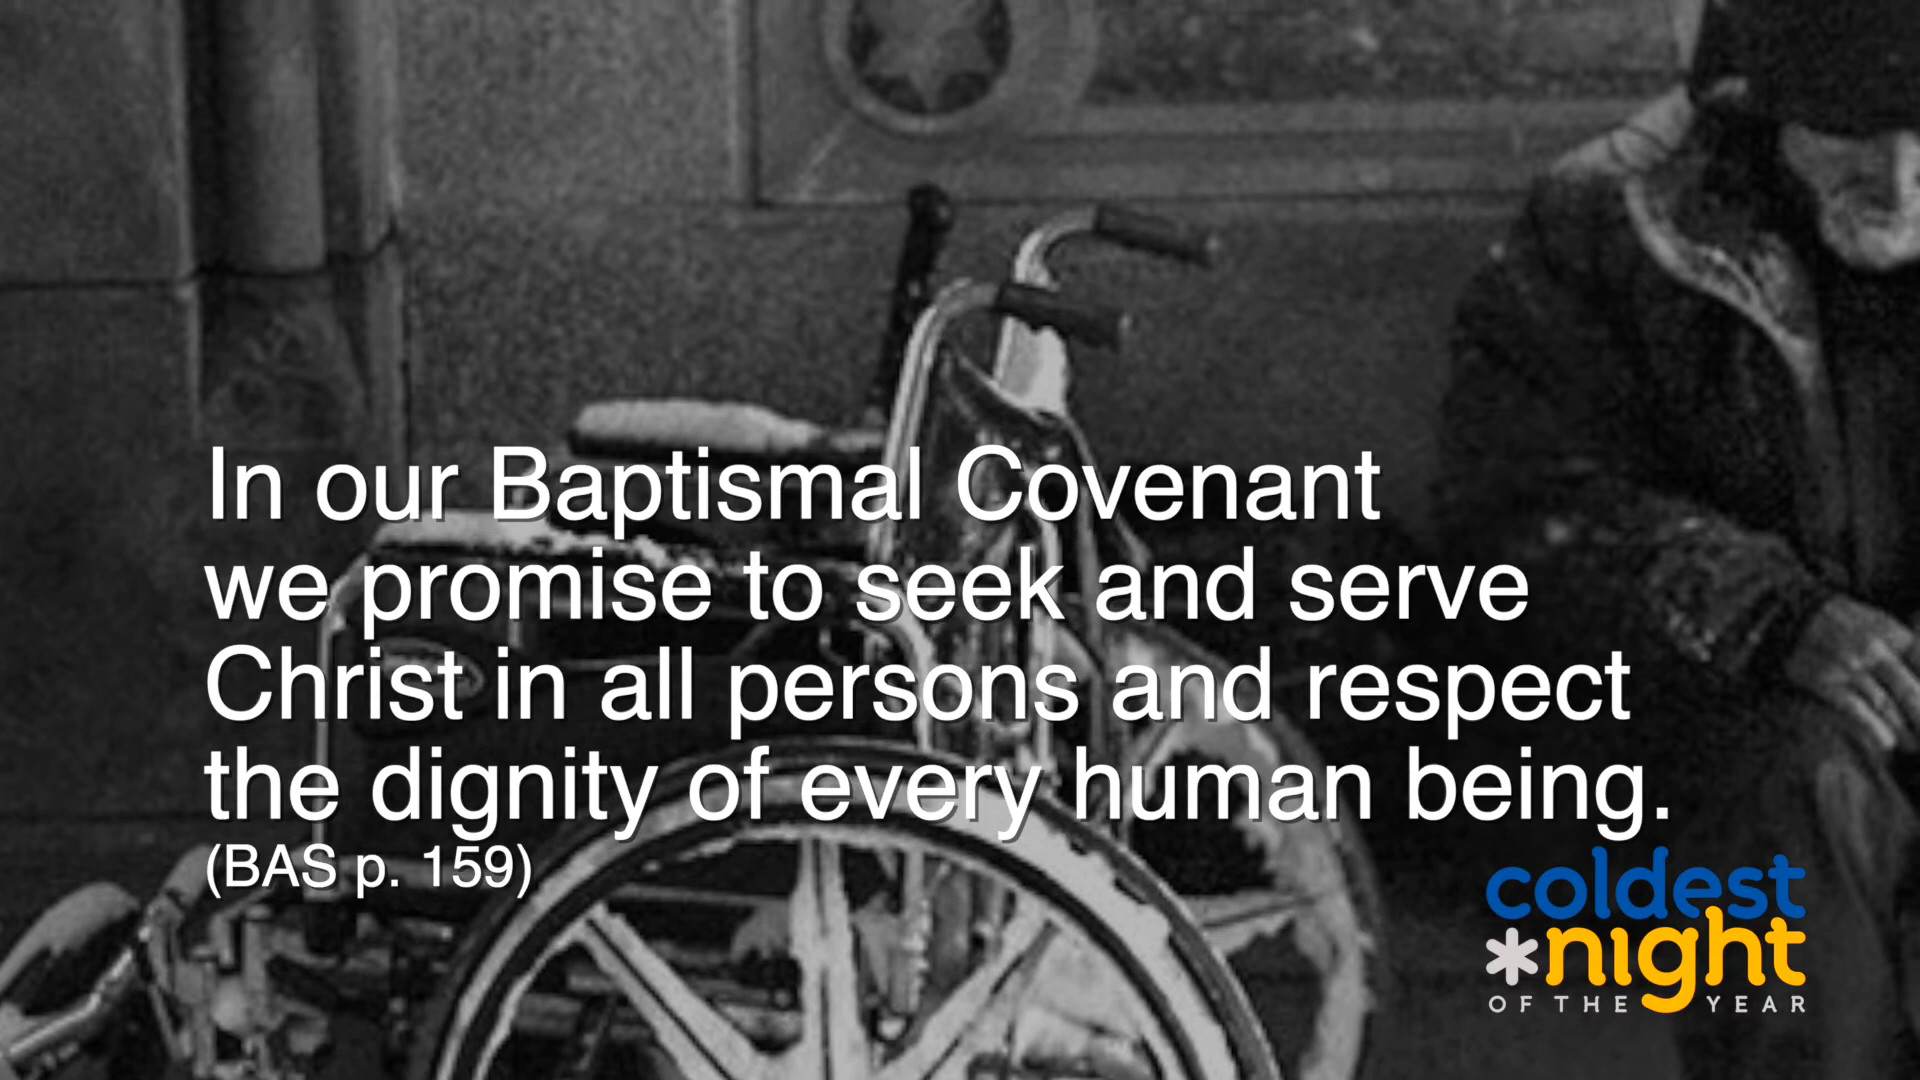 In our Baptismal Covenant
we promise to seek and serve
Christ in all persons and respect
the dignity of every human being.
(BAS p. 159)
coldest
*night
OF THE YEAR